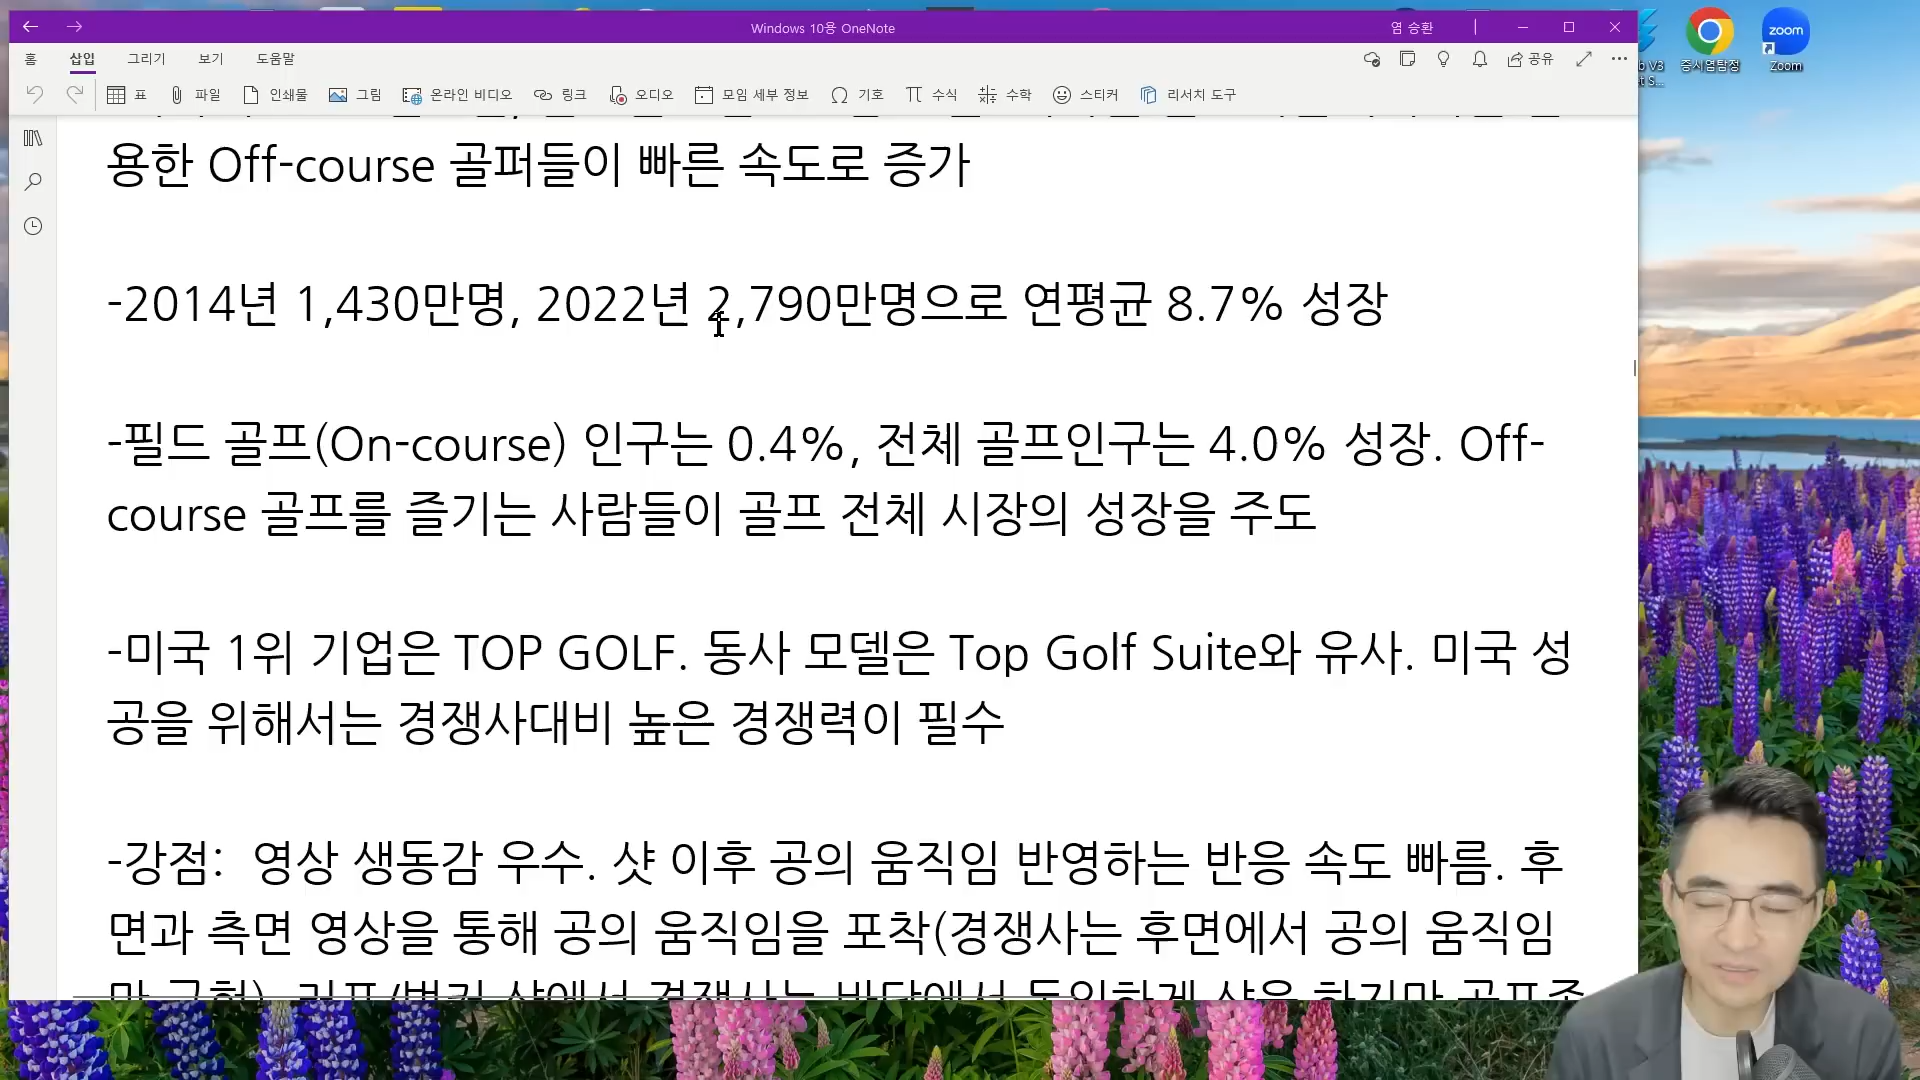 Windows 10용 OneNote
염 승환
홈 삽입 그리기 보기 도움말
공유
표 파일 인쇄물 그림 온라인 비디오 링크 오디오 모임 세부 정보 기호 수식 수학 스티커 리서치 도구
zoom
b V3
t S...
증시염탐정
Zoom
용한 Off-course 골퍼들이 빠른 속도로 증가
-2014년 1,430만명, 2022년 2,790만명으로 연평균 8.7% 성장
-필드 골프(On-course) 인구는 0.4%, 전체 골프인구는 4.0% 성장. Off-
course 골프를 즐기는 사람들이 골프 전체 시장의 성장을 주도
-미국 1위 기업은 TOP GOLF. 동사 모델은 Top Golf Suite와 유사. 미국 성
공을 위해서는 경쟁사대비 높은 경쟁력이 필수
-강점: 영상 생동감 우수. 샷 이후 공의 움직임 반영하는 반응 속도 빠름. 후
면과 측면 영상을 통해 공의 움직임을 포착(경쟁사는 후면에서 공의 움직임